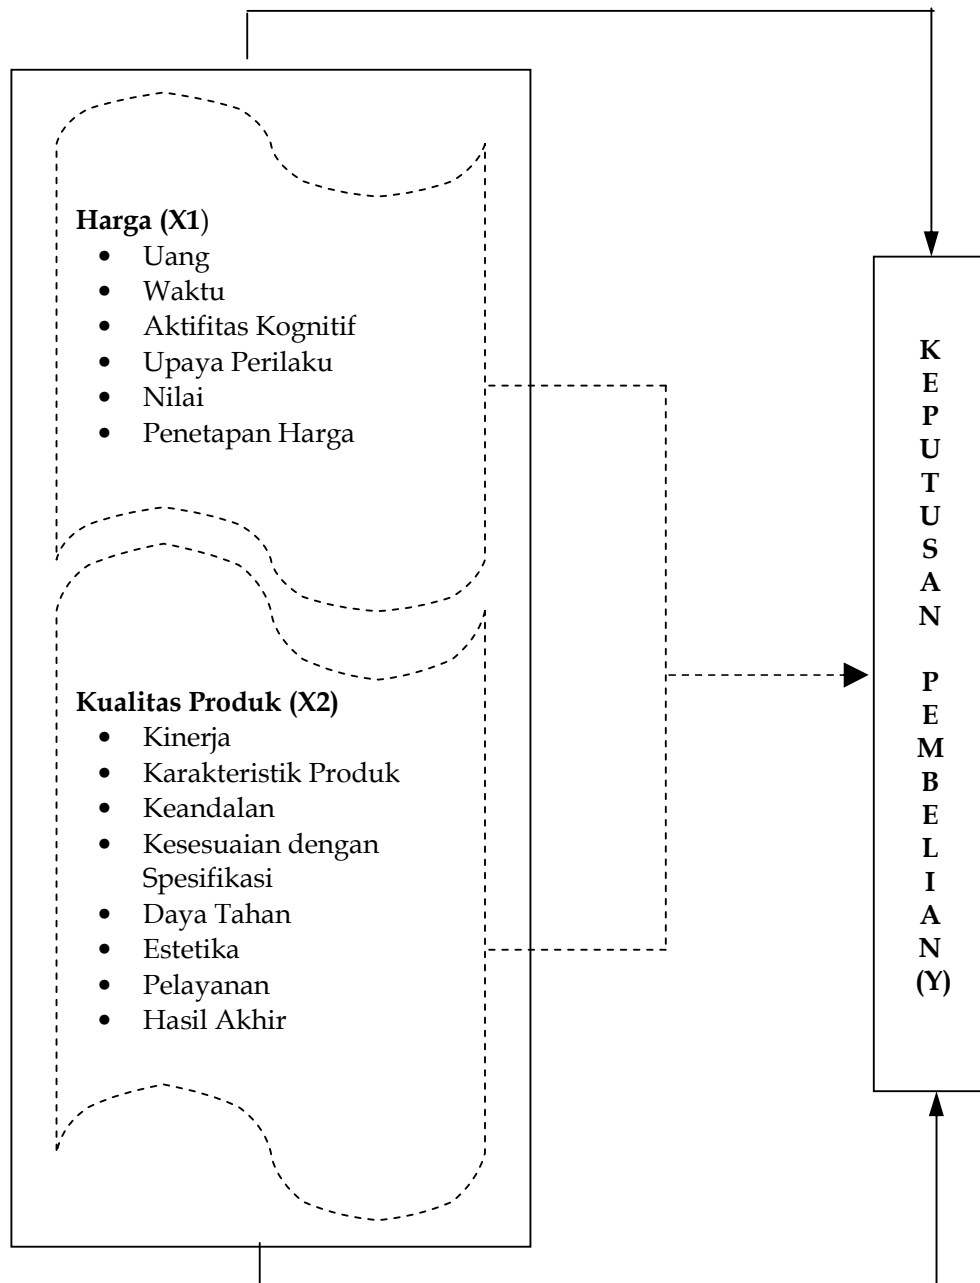 Harga (X1)
• Uang
• Waktu
• Aktifitas Kognitif
• Upaya Perilaku
• Nilai
• Penetapan Harga
Kualitas Produk (X2)
• Kinerja
• Karakteristik Produk
• Keandalan
• Kesesuaian dengan
Spesifikasi
• Daya Tahan
• Estetika
• Pelayanan
• Hasil Akhir
K
E
P
U
T
U
S
A
N
P
E
M
B
E
L
I
A
N
(Y)